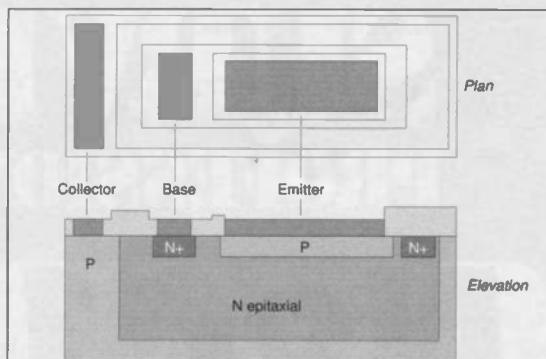 Plan
Collector Base Emitter
N+ P N+
P
Elevation
N epitaxial